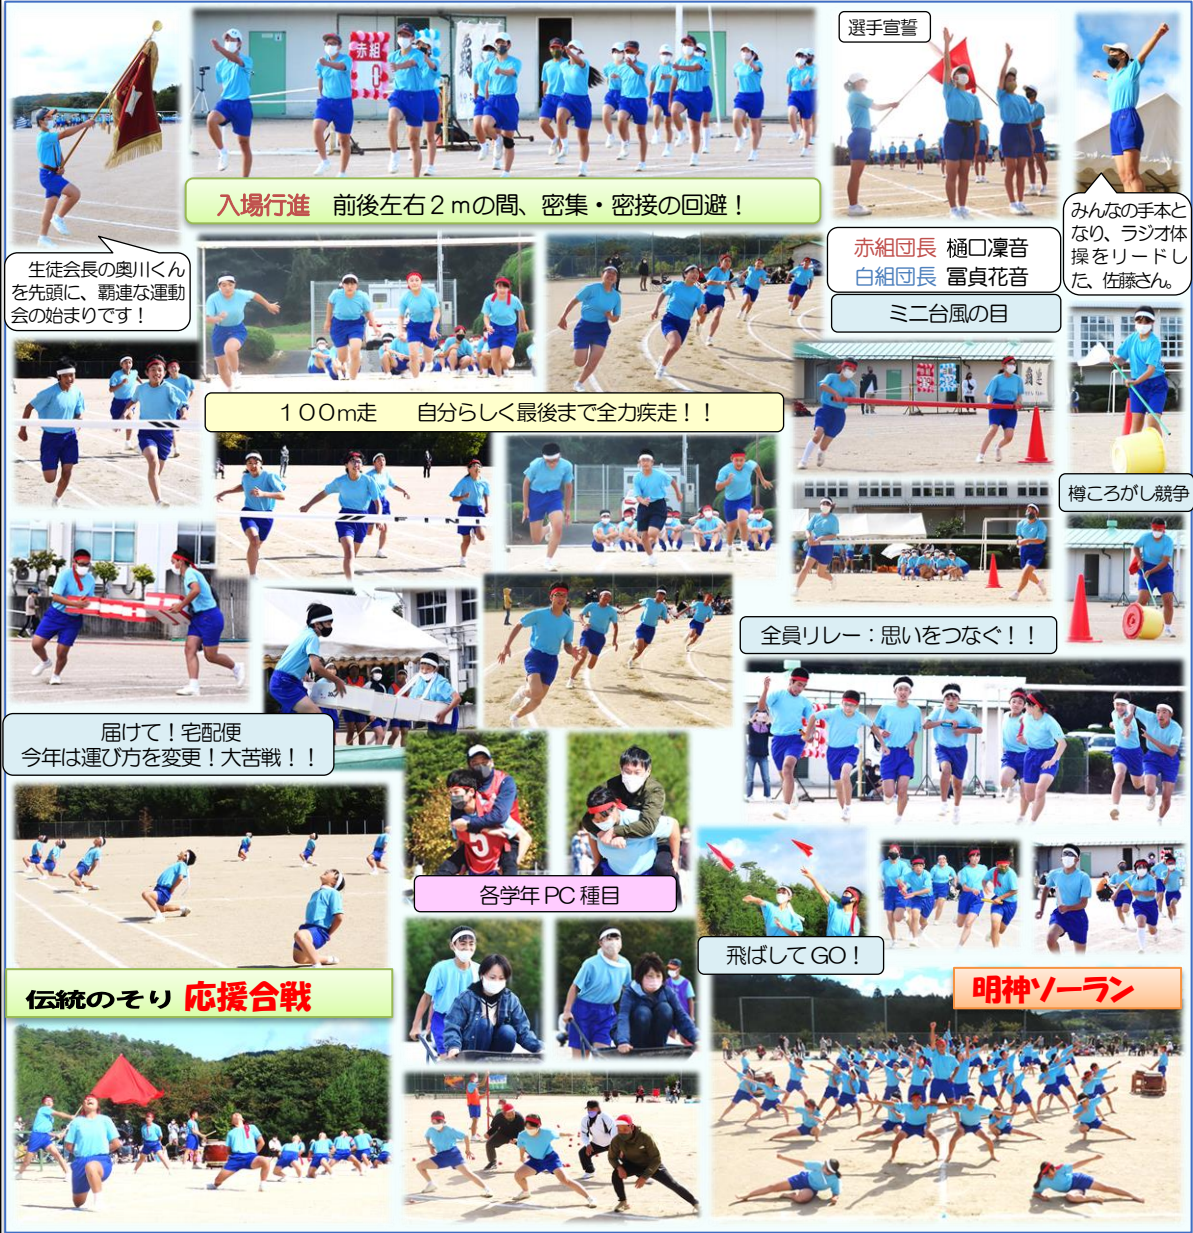 選手宣誓
赤組
入場行進 前後左右2mの間、密集・密接の回避！
みんなの手本と
なり、ラジオ体
操をリードし
た、佐藤さん。
赤組団長 樋口凜音
白組団長 冨貞花音
生徒会長の奥川くん
を先頭に、覇連な運動
会の始まりです！
ミニ台風の目
100m走 自分らしく最後まで全力疾走！！
樽ころがし競争
全員リレー：思いをつなぐ！！
届けて！宅配便
今年は運び方を変更！大苦戦！！
5
各学年PC種目
飛ばしてGO！
伝統のそり 応援合戦
明神ソーラン